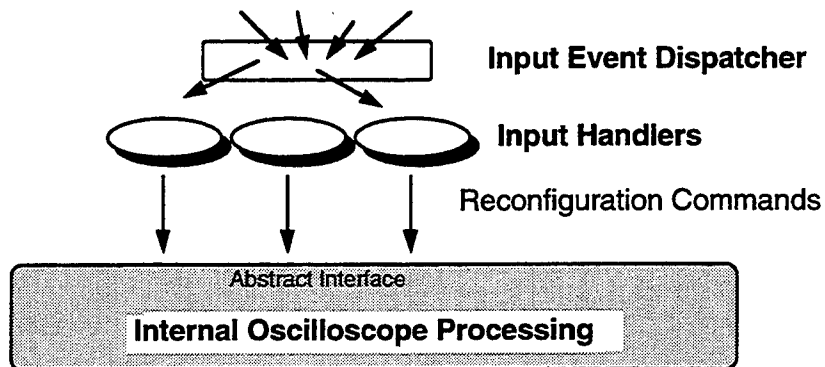 Input Event Dispatcher
Input Handlers
Reconfiguration Commands
Abstract Interface
Internal Oscilloscope Processing